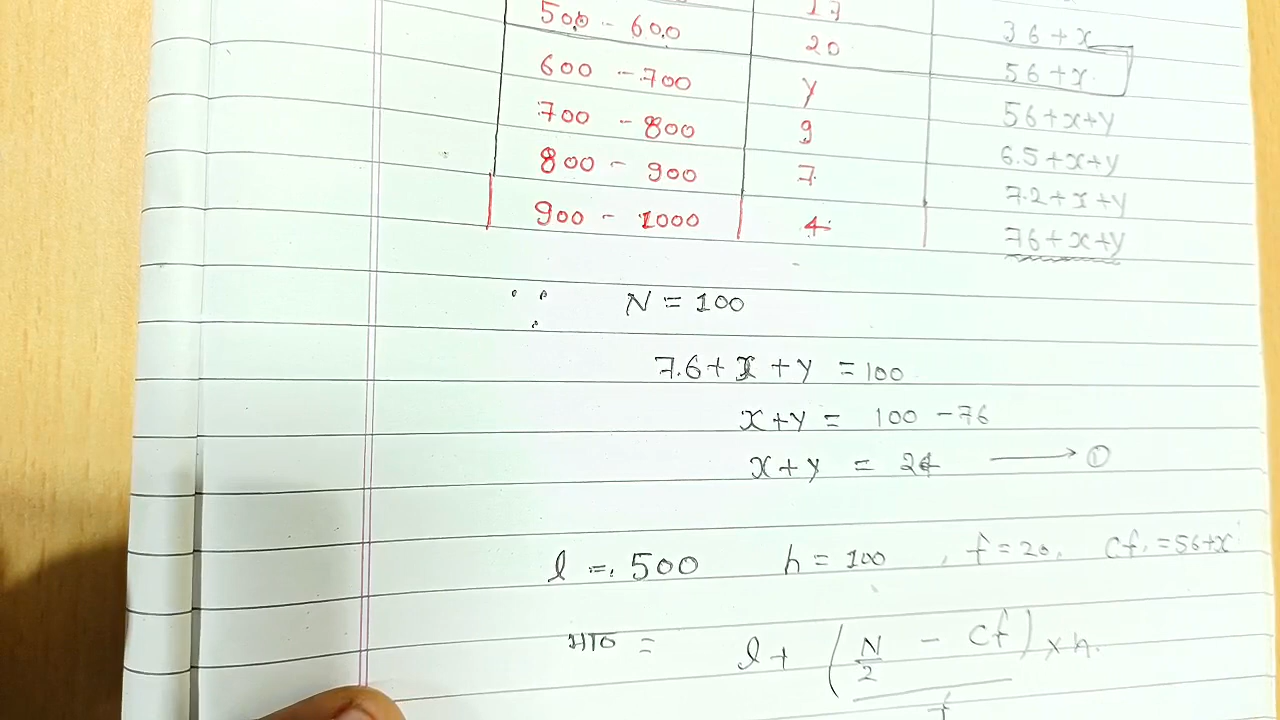 17
500 - 600 20 36+x
600 - 700 y 56+x
700 - 800 9 56+x+y
800 - 900 7 65+x+y
900 - 1000 4 72+x+y
76+x+y
∵ N = 100
76+x+y = 100
x+y = 100-76
x+y = 24 → ①
l = 500 h = 100, f = 20, cf. = 56+x
= l + (N/2 - cf)/f × h.